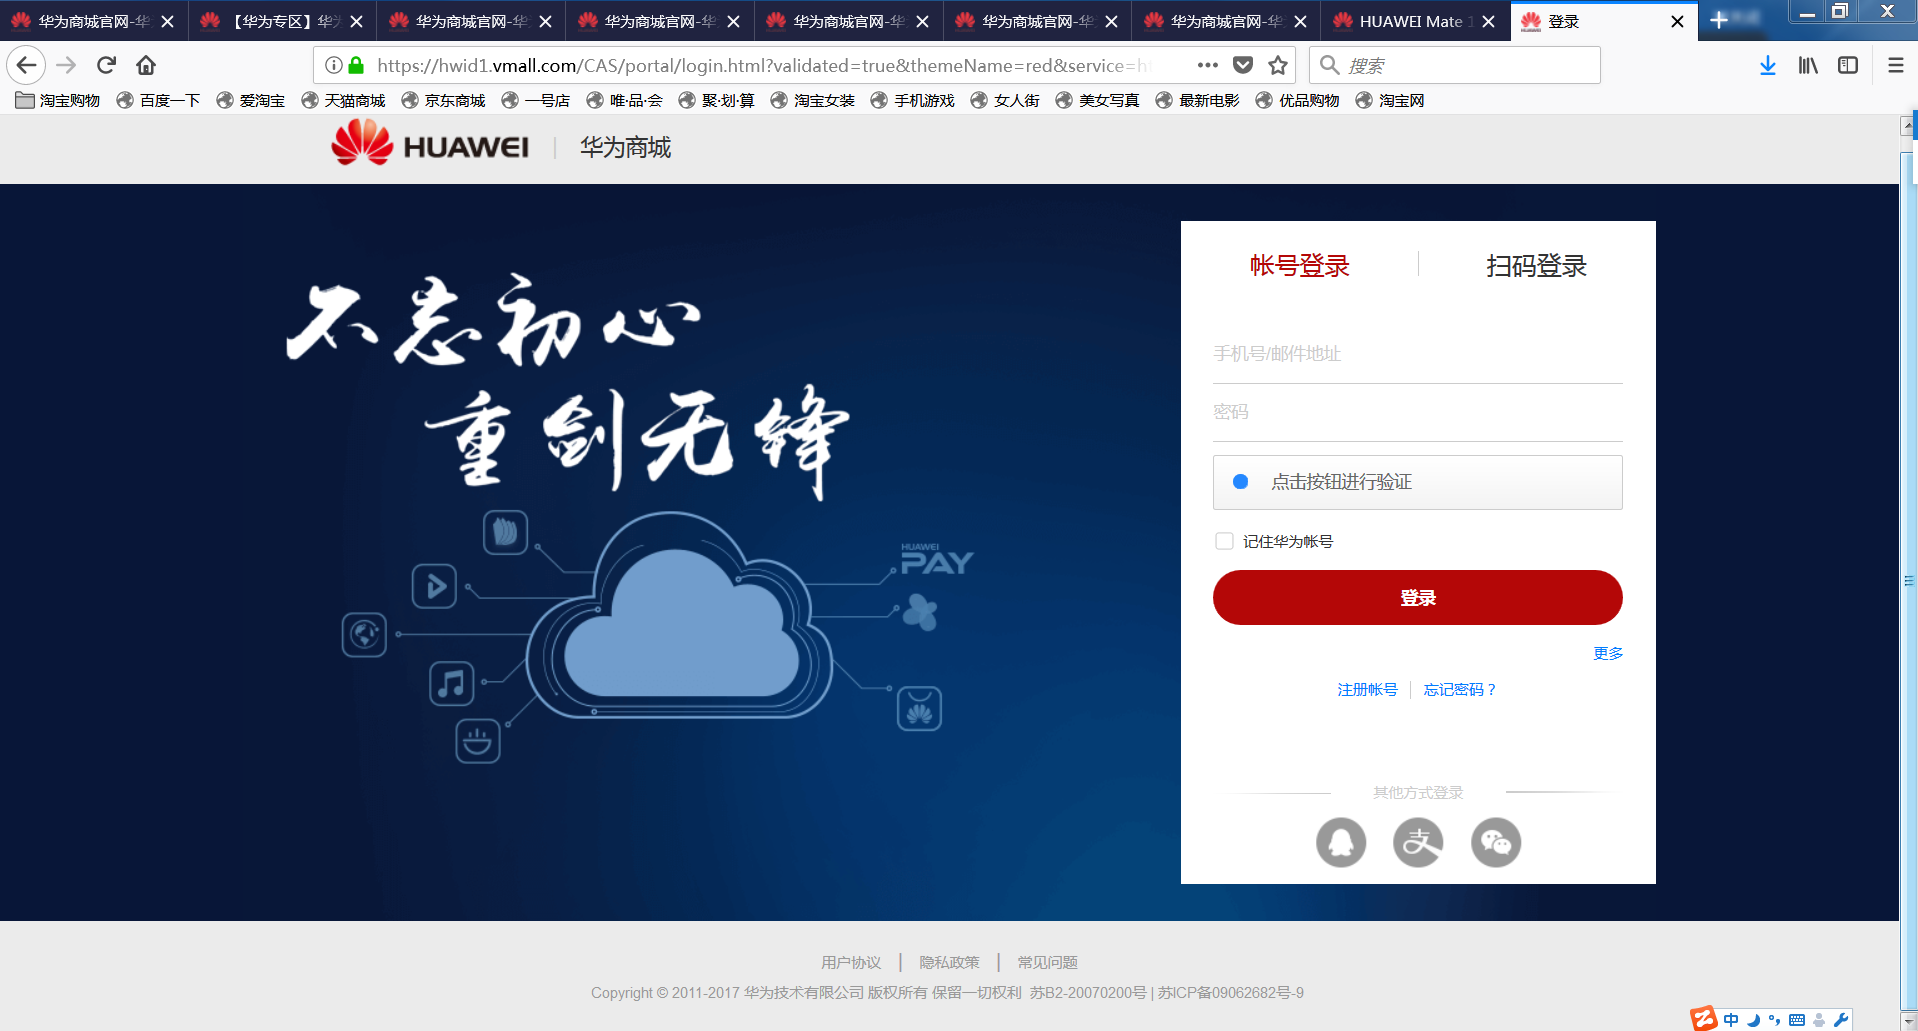 华为商城官网-华
【华为专区】华为
华为商城官网-华
华为商城官网-华
华为商城官网-华
华为商城官网-华
华为商城官网-华
HUAWEI Mate 1
登录
https://hwid1.vmall.com/CAS/portal/login.html?validated=true&themeName=red&service=ht
搜索
淘宝购物
百度一下
爱淘宝
天猫商城
京东商城
一号店
唯·品·会
聚·划·算
淘宝女装
手机游戏
女人街
美女写真
最新电影
优品购物
淘宝网
HUAWEI | 华为商城
不忘初心
重剑无锋
HUAWEI
PAY
帐号登录
扫码登录
手机号/邮件地址
密码
点击按钮进行验证
记住华为帐号
登录
更多
注册帐号 | 忘记密码？
其他方式登录
支
用户协议 | 隐私政策 | 常见问题
Copyright © 2011-2017 华为技术有限公司 版权所有 保留一切权利 苏B2-20070200号 | 苏ICP备09062682号-9
中